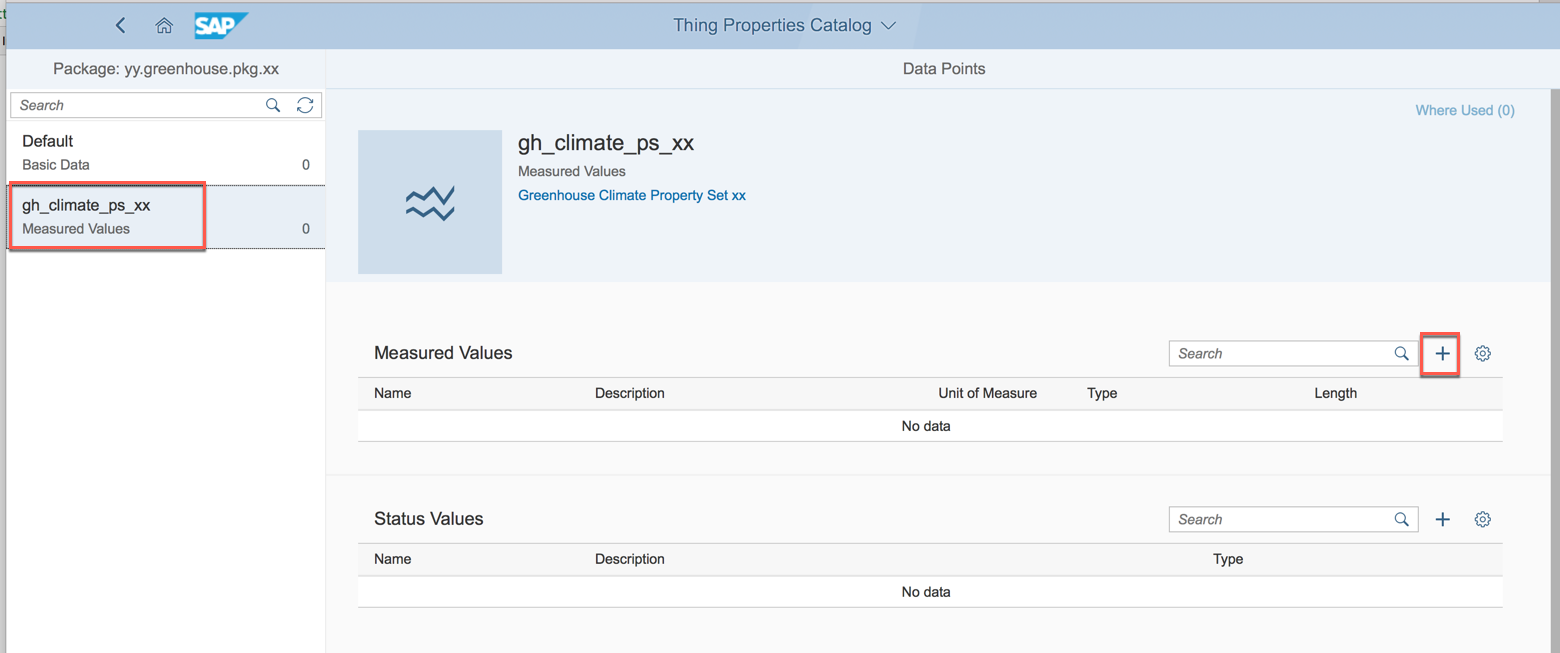 SAP
Thing Properties Catalog
Package: yy.greenhouse.pkg.xx
Data Points
Search
Where Used (0)
Default
Basic Data 0
gh_climate_ps_xx
Measured Values 0
gh_climate_ps_xx
Measured Values
Greenhouse Climate Property Set xx
Measured Values Search
Name Description Unit of Measure Type Length
No data
Status Values Search
Name Description Type
No data